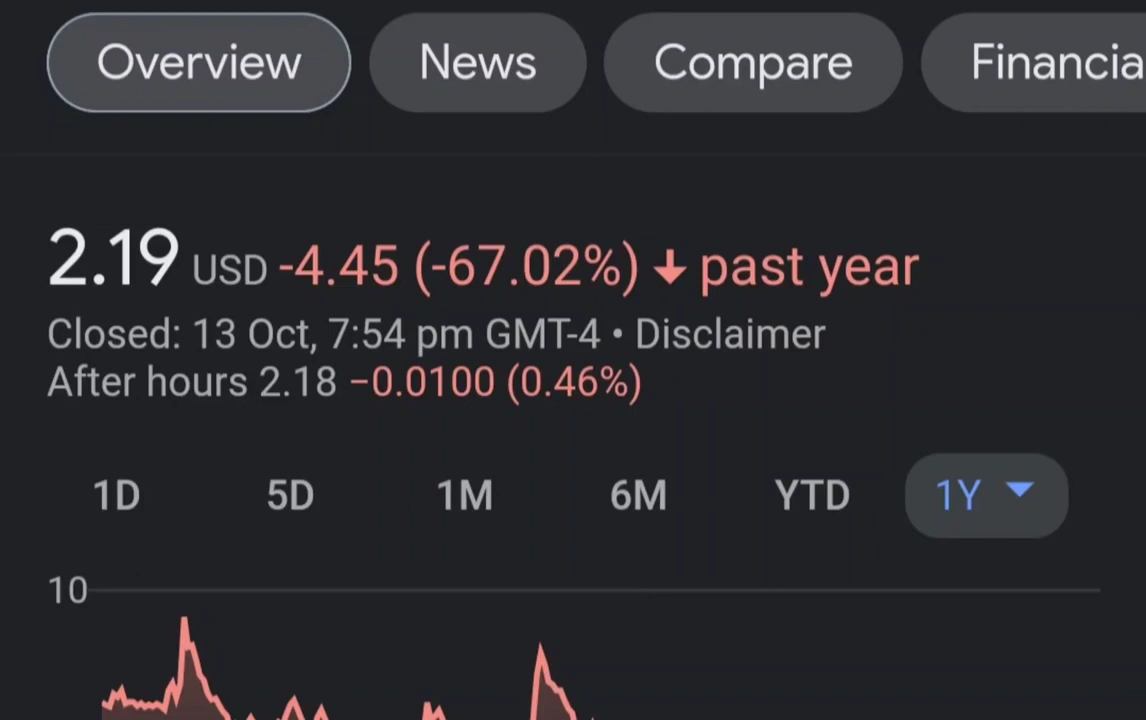 Overview News Compare Financia
2.19 USD -4.45 (-67.02%) ↓ past year
Closed: 13 Oct, 7:54 pm GMT-4 • Disclaimer
After hours 2.18 −0.0100 (0.46%)
1D 5D 1M 6M YTD 1Y
10